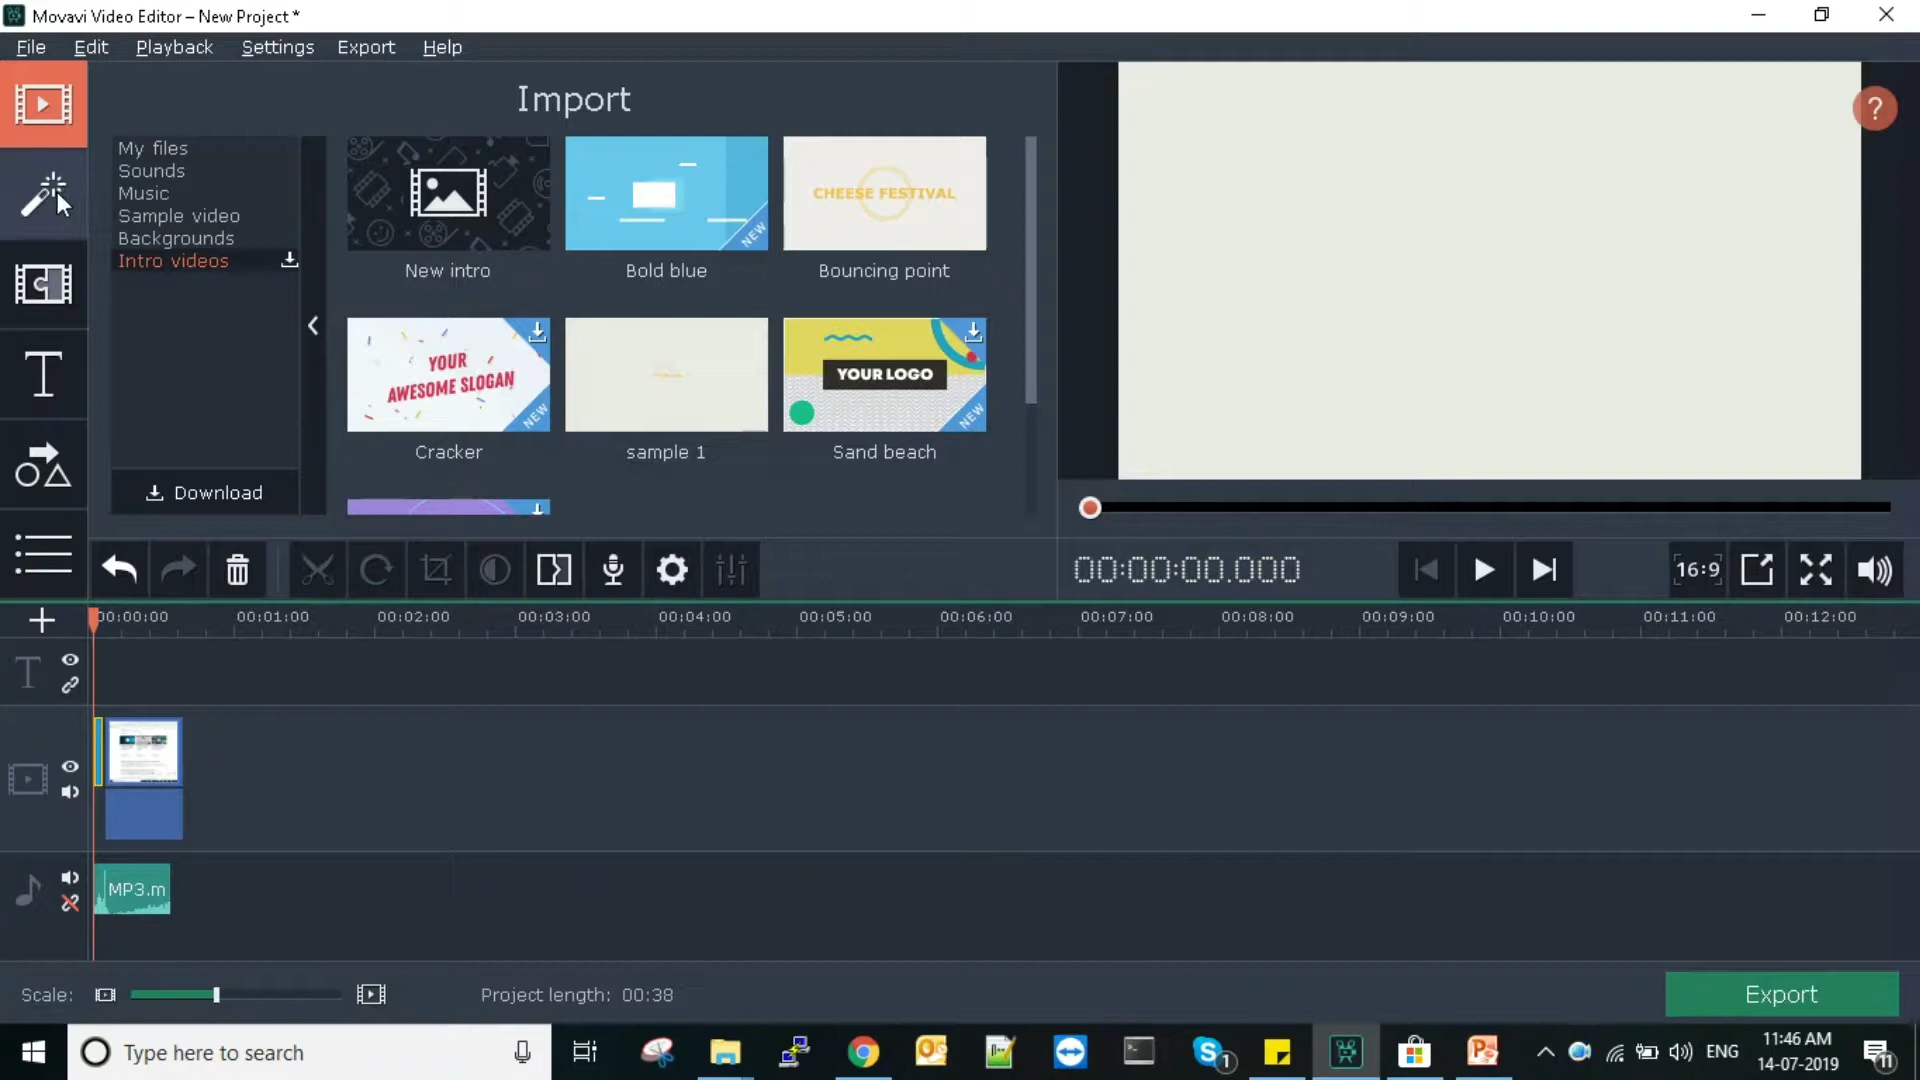 Movavi Video Editor – New Project *
File Edit Playback Settings Export Help
Import
?
My files
Sounds
Music
Sample video
Backgrounds
Intro videos
Download
NEW
CHEESE FESTIVAL
New intro
Bold blue
Bouncing point
YOUR
AWESOME SLOGAN
NEW
YOUR LOGO
NEW
Cracker
sample 1
Sand beach
T
00:00:00.000
16:9
00:00:00 00:01:00 00:02:00 00:03:00 00:04:00 00:05:00 00:06:00 00:07:00 00:08:00 00:09:00 00:10:00 00:11:00 00:12:00
T
MP3.m
Scale:
Project length: 00:38
Export
Type here to search
1
ENG
11:46 AM
14-07-2019
11